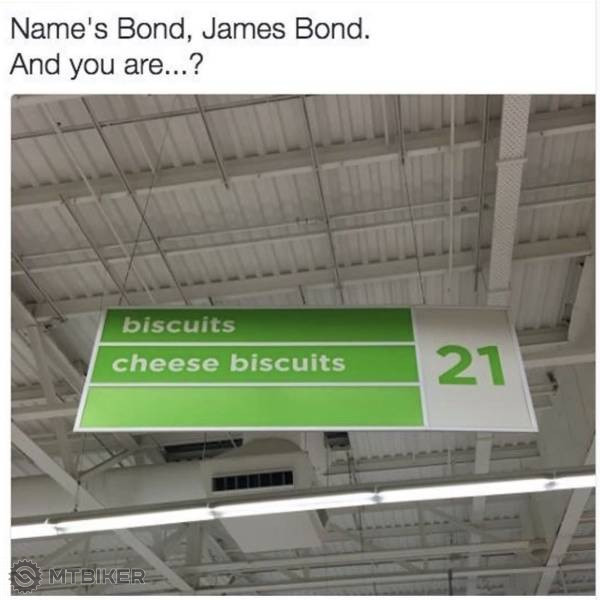 Name's Bond, James Bond.
And you are...?
biscuits
cheese biscuits
21
MTBIKER